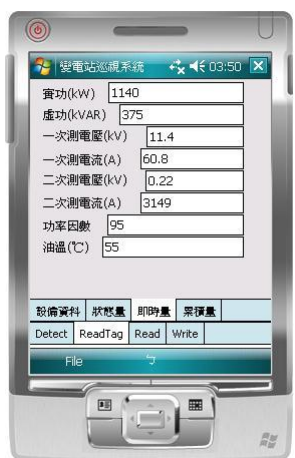 變電站巡視系統 03:50
實功(kW) 1140
虛功(kVAR) 375
一次測電壓(kV) 11.4
一次測電流(A) 60.8
二次測電壓(kV) 0.22
二次測電流(A) 3149
功率因數 95
油溫(℃) 55
設備資料 狀態量 即時量 累積量
Detect ReadTag Read Write
File ㄅ